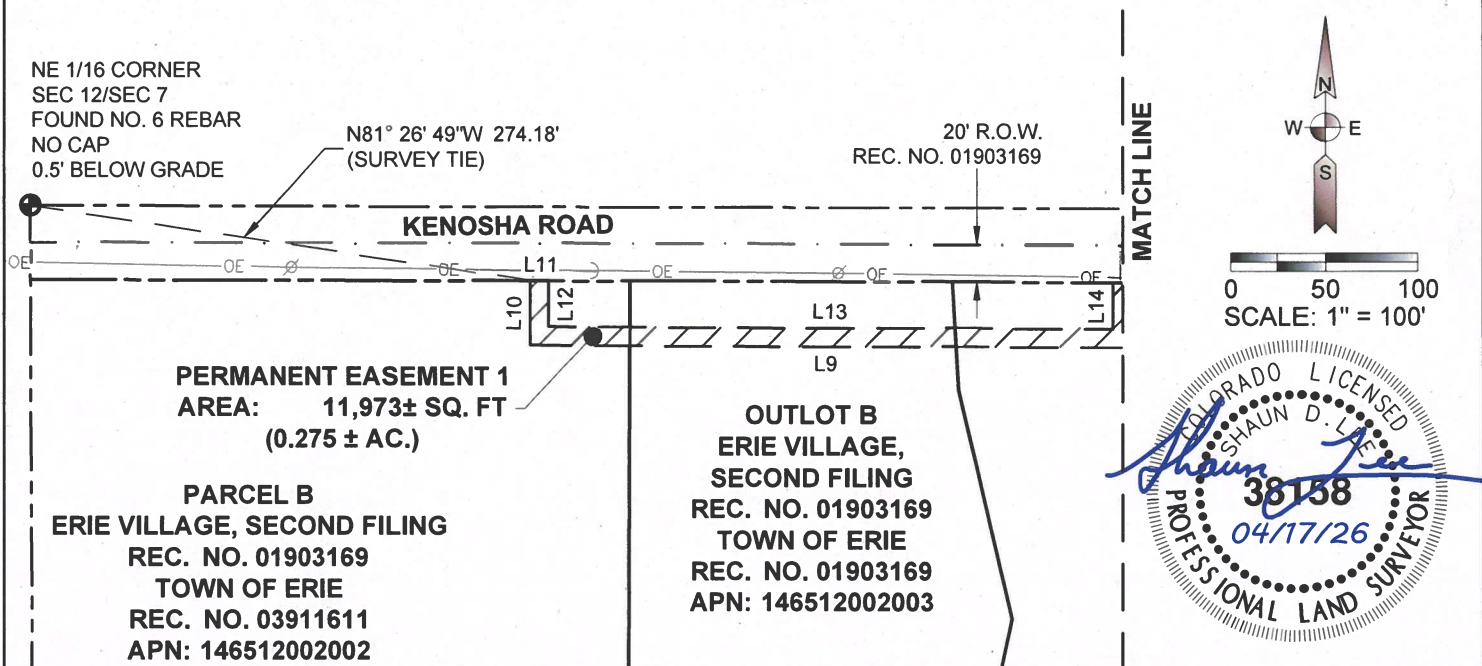 NE 1/16 CORNER
SEC 12/SEC 7
FOUND NO. 6 REBAR
NO CAP
0.5' BELOW GRADE
N81° 26' 49"W 274.18'
(SURVEY TIE)
20' R.O.W.
REC. NO. 01903169
MATCH LINE
N
W E
S
0 50 100
SCALE: 1" = 100'
KENOSHA ROAD
OE OE OE OE OE OE
L11
L10
L12
L13
L14
L9
PERMANENT EASEMENT 1
AREA: 11,973± SQ. FT
(0.275 ± AC.)
PARCEL B
ERIE VILLAGE, SECOND FILING
REC. NO. 01903169
TOWN OF ERIE
REC. NO. 03911611
APN: 146512002002
OUTLOT B
ERIE VILLAGE,
SECOND FILING
REC. NO. 01903169
TOWN OF ERIE
REC. NO. 01903169
APN: 146512002003
COLORADO LICENSED
SHAUN D. LEE
Shaun Lee
38158
04/17/26
PROFESSIONAL LAND SURVEYOR